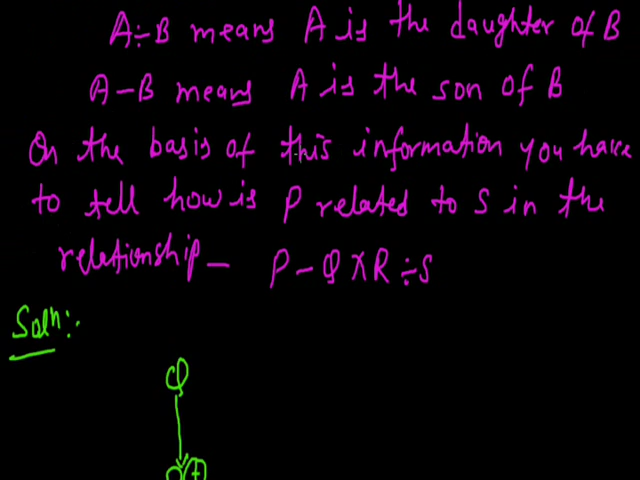 A÷B means A is the daughter of B
A-B means A is the son of B
On the basis of this information you have
to tell how is P related to S in the
relationship - P-Q×R÷S
Solⁿ:-
Q